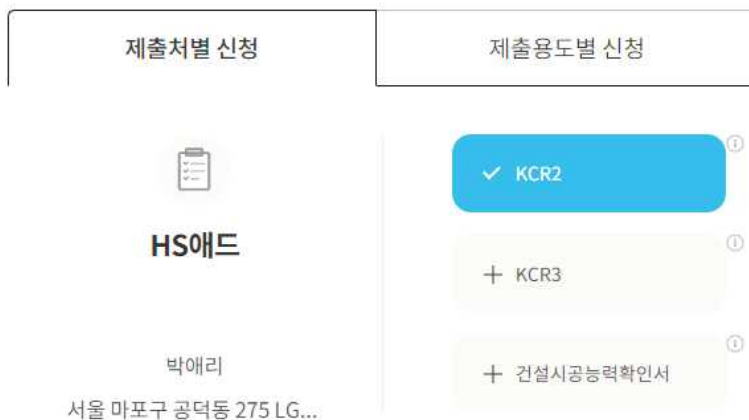 제출처별 신청
제출용도별 신청
HS애드
박애리
서울 마포구 공덕동 275 LG...
KCR2
KCR3
건설시공능력확인서